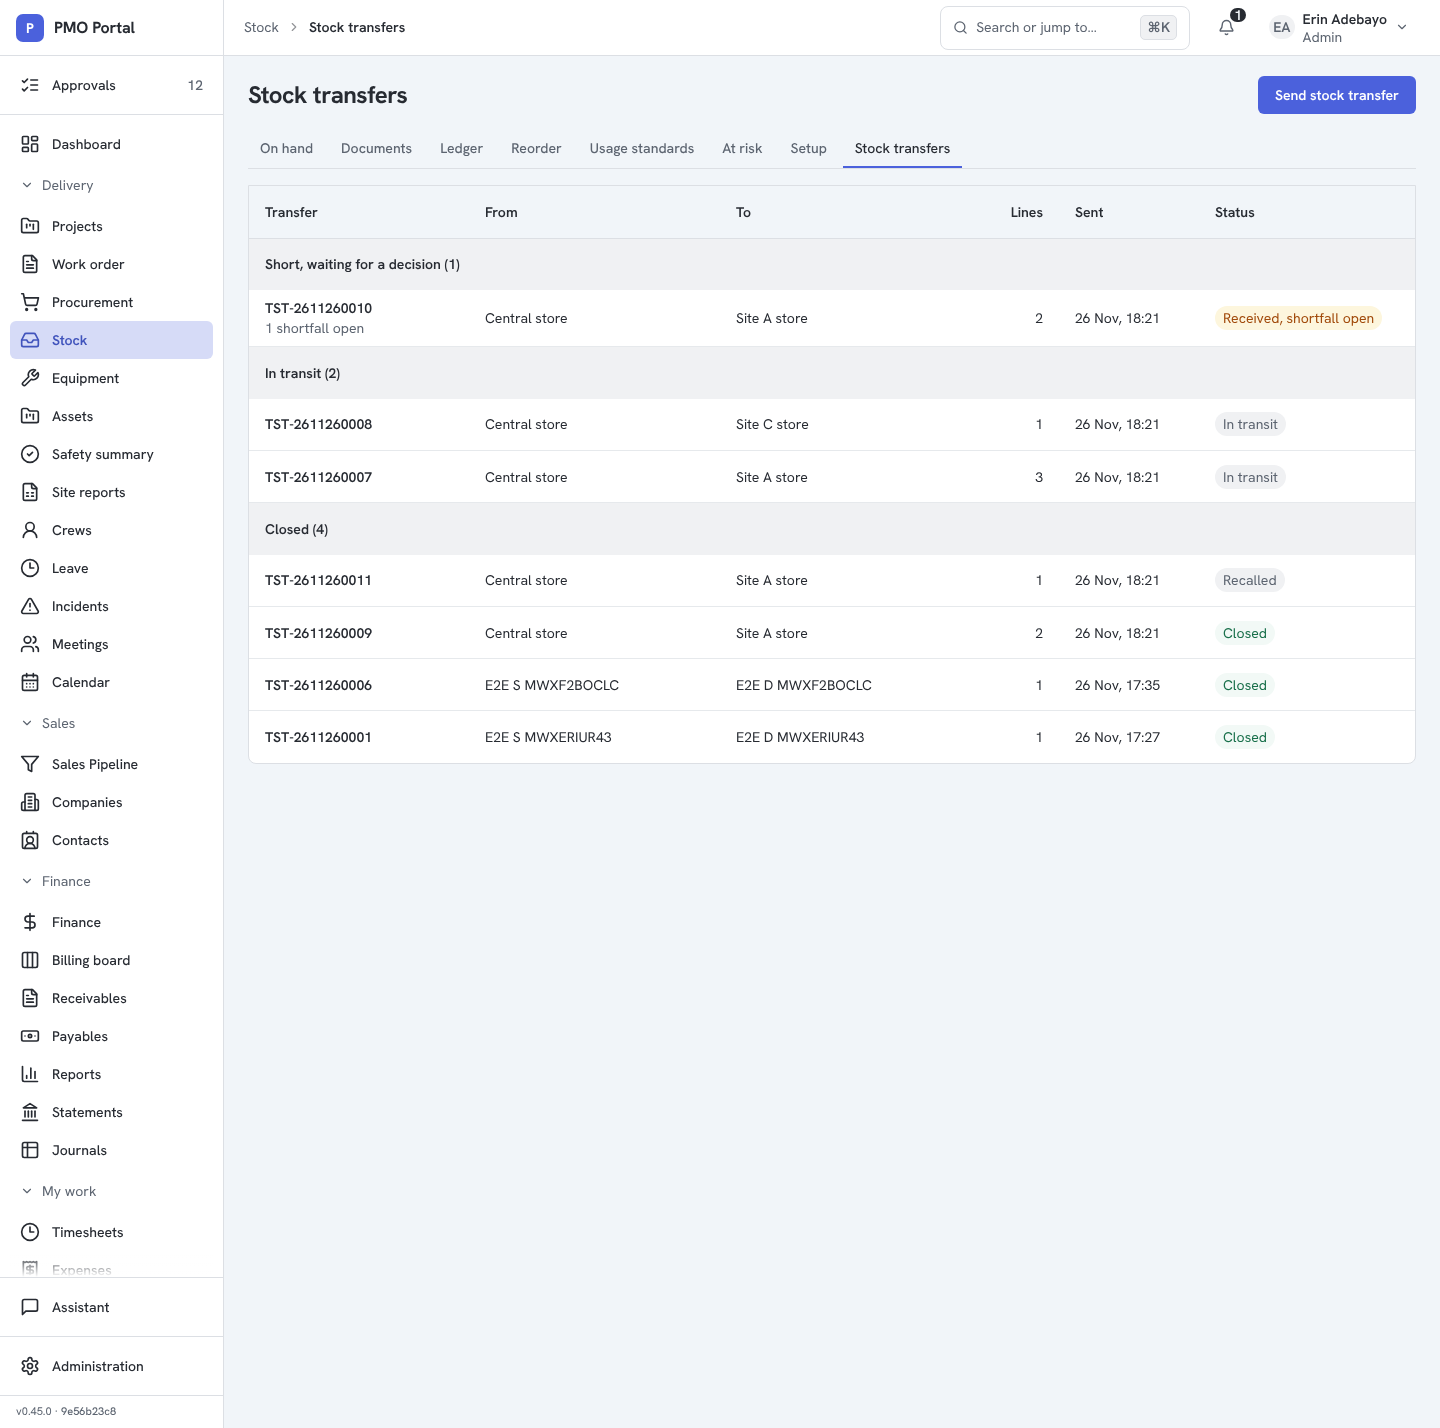 P PMO Portal
Stock > Stock transfers
Search or jump to... ⌘K
1
EA
Erin Adebayo
Admin
Approvals 12
Dashboard
Delivery
Projects
Work order
Procurement
Stock
Equipment
Assets
Safety summary
Site reports
Crews
Leave
Incidents
Meetings
Calendar
Sales
Sales Pipeline
Companies
Contacts
Finance
Finance
Billing board
Receivables
Payables
Reports
Statements
Journals
My work
Timesheets
Expenses
Assistant
Administration
v0.45.0 · 9e56b23c8
Stock transfers
Send stock transfer
On hand Documents Ledger Reorder Usage standards At risk Setup Stock transfers
Transfer From To Lines Sent Status
Short, waiting for a decision (1)
TST-2611260010 Central store Site A store 2 26 Nov, 18:21 Received, shortfall open
1 shortfall open
In transit (2)
TST-2611260008 Central store Site C store 1 26 Nov, 18:21 In transit
TST-2611260007 Central store Site A store 3 26 Nov, 18:21 In transit
Closed (4)
TST-2611260011 Central store Site A store 1 26 Nov, 18:21 Recalled
TST-2611260009 Central store Site A store 2 26 Nov, 18:21 Closed
TST-2611260006 E2E S MWXF2BOCLC E2E D MWXF2BOCLC 1 26 Nov, 17:35 Closed
TST-2611260001 E2E S MWXERIUR43 E2E D MWXERIUR43 1 26 Nov, 17:27 Closed